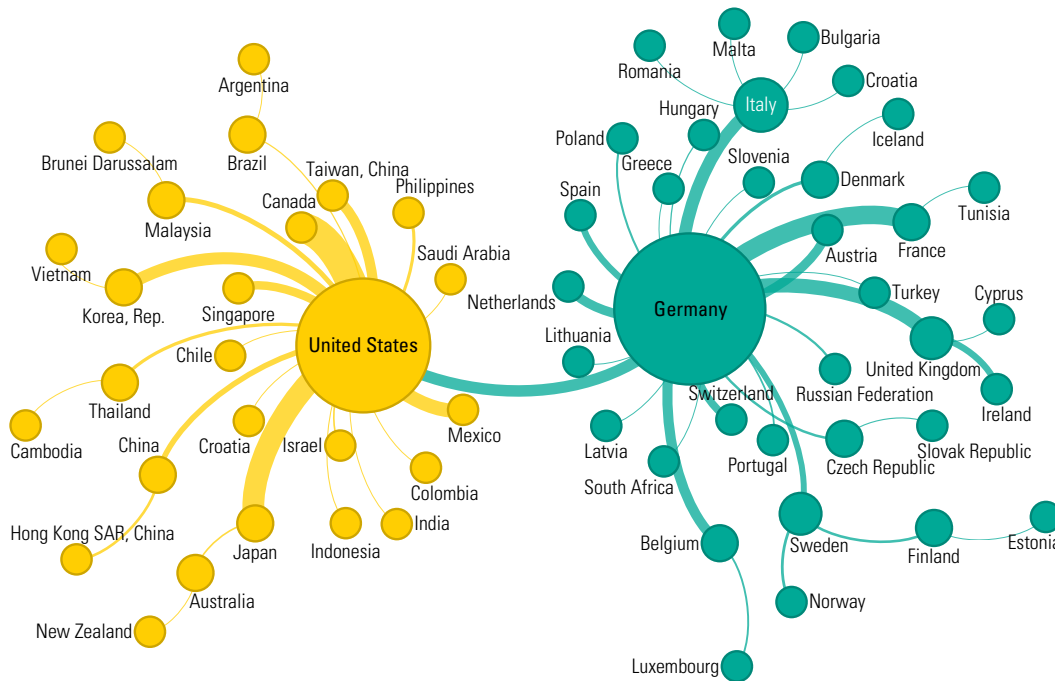 Malta
Bulgaria
Romania
Croatia
Italy
Argentina
Hungary
Iceland
Poland
Brunei Darussalam
Brazil
Taiwan, China
Greece
Slovenia
Philippines
Denmark
Canada
Spain
Tunisia
Malaysia
France
Saudi Arabia
Austria
Vietnam
Netherlands
Turkey
Cyprus
Korea, Rep.
Singapore
Germany
Lithuania
United States
Chile
United Kingdom
Switzerland
Russian Federation
Thailand
Ireland
Mexico
China
Croatia
Israel
Cambodia
Latvia
Portugal
Czech Republic
Slovak Republic
South Africa
Colombia
Hong Kong SAR, China
India
Japan
Indonesia
Belgium
Sweden
Finland
Estonia
Australia
Norway
New Zealand
Luxembourg